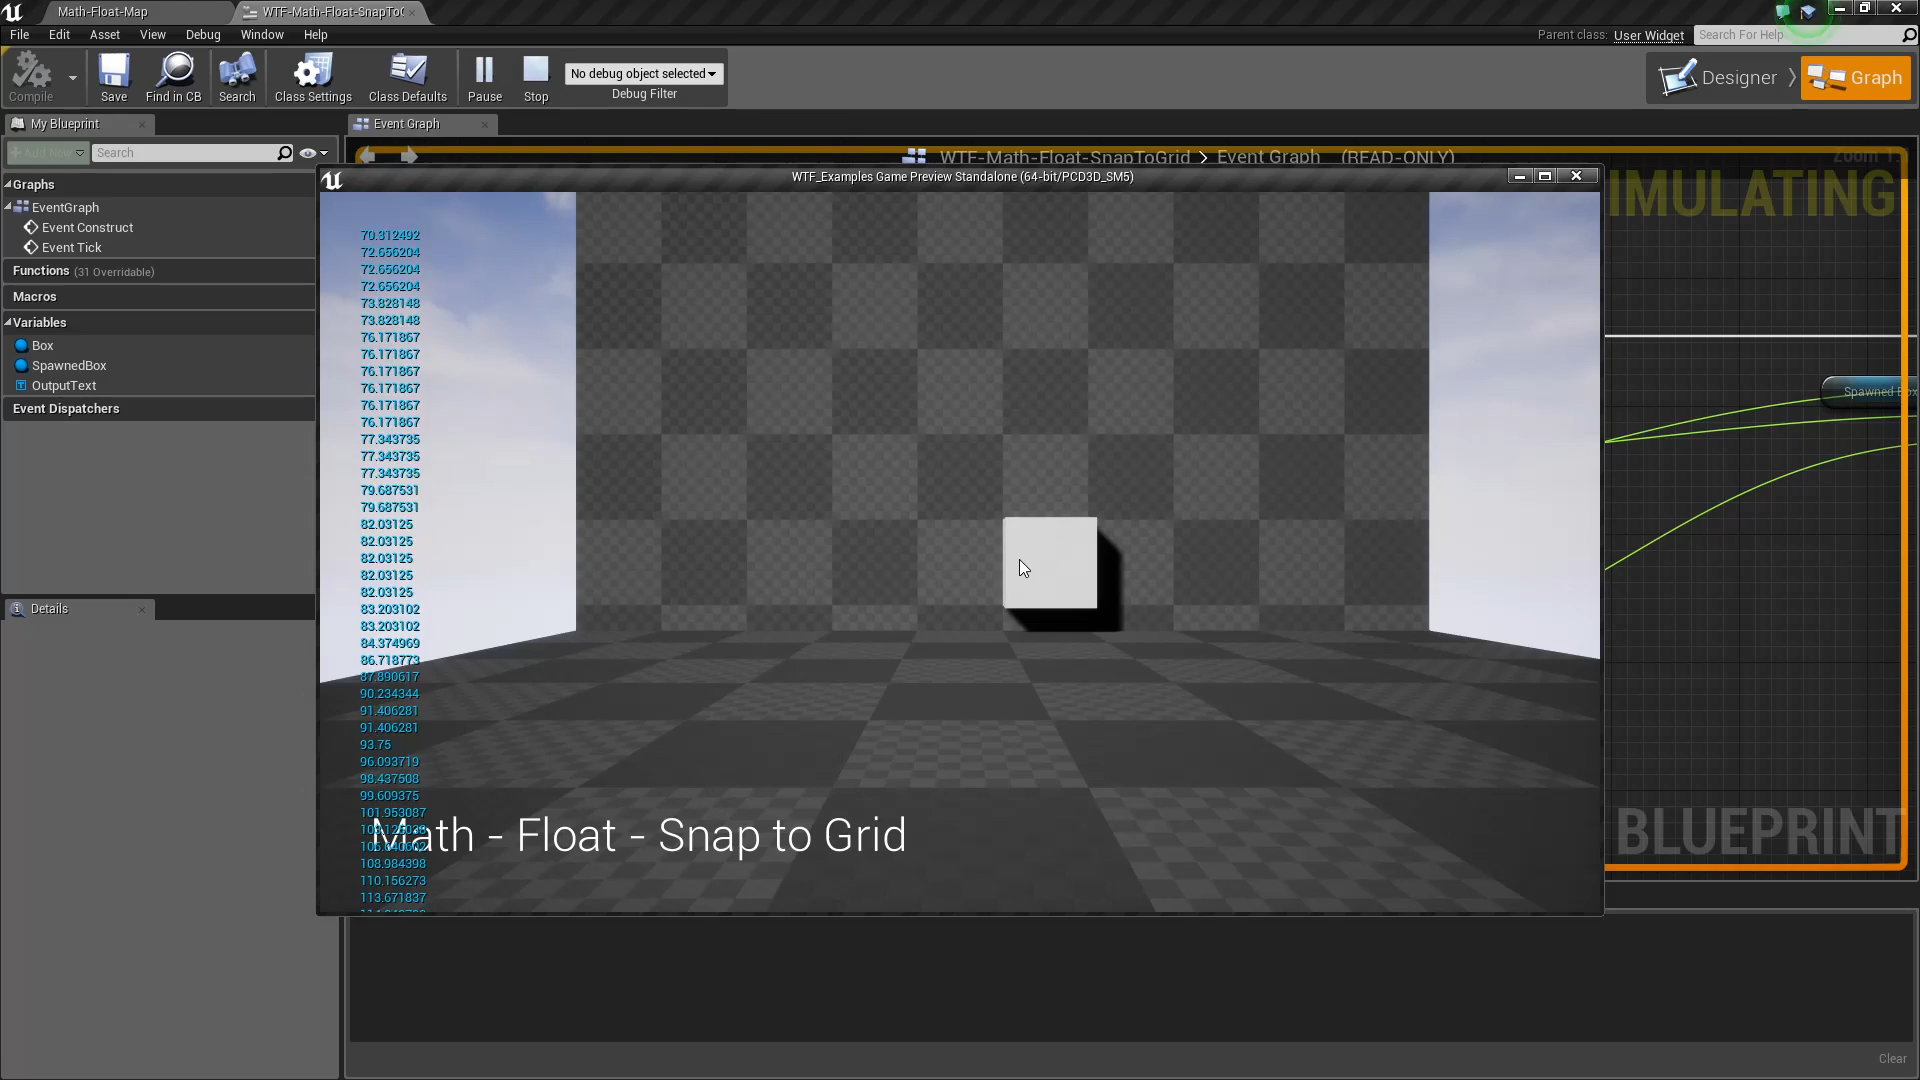 Math-Float-Map
WTF-Math-Float-SnapToG
File Edit Asset View Debug Window Help
Parent class: User Widget
Search For Help
Compile
Save
Find in CB
Search
Class Settings
Class Defaults
Pause
Stop
No debug object selected
Debug Filter
Designer
Graph
My Blueprint
Event Graph
Add New
Search
WTF-Math-Float-SnapToGrid > Event Graph (READ-ONLY)
Graphs
EventGraph
Event Construct
Event Tick
Functions (31 Overridable)
Macros
Variables
Box
SpawnedBox
OutputText
Event Dispatchers
Details
WTF_Examples Game Preview Standalone (64-bit/PCD3D_SM5)
IMULATING
70.312492
72.656204
72.656204
72.656204
73.828148
73.828148
76.171867
76.171867
76.171867
76.171867
76.171867
76.171867
77.343735
77.343735
77.343735
79.687531
79.687531
82.03125
82.03125
82.03125
82.03125
82.03125
83.203102
83.203102
84.374969
86.718773
87.890617
90.234344
91.406281
91.406281
93.75
96.093719
98.437508
99.609375
101.953087
108.984398
110.156273
113.671837
Math - Float - Snap to Grid
Spawned Box
BLUEPRINT
Clear